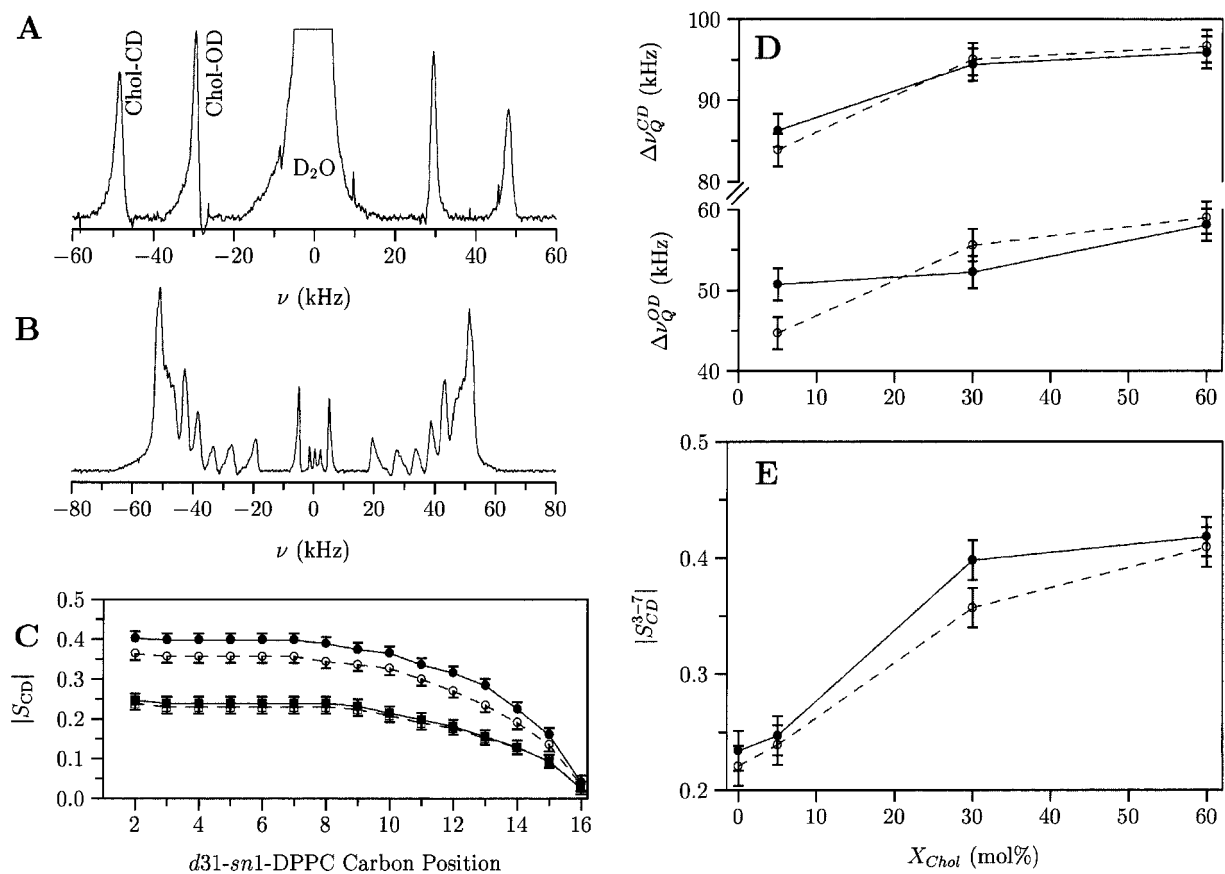 A
Chol-CD
Chol-OD
D₂O
−60 −40 −20 0 20 40 60
ν (kHz)
B
−80 −60 −40 −20 0 20 40 60 80
ν (kHz)
C
0.5
0.4
0.3
0.2
0.1
0.0
|S_CD|
2 4 6 8 10 12 14 16
d31-sn1-DPPC Carbon Position
D
100
90
80
Δν_Q^CD (kHz)
60
50
40
Δν_Q^OD (kHz)
0 10 20 30 40 50 60
E
0.5
0.4
0.3
0.2
|S_CD^3−7|
0 10 20 30 40 50 60
X_Chol (mol%)